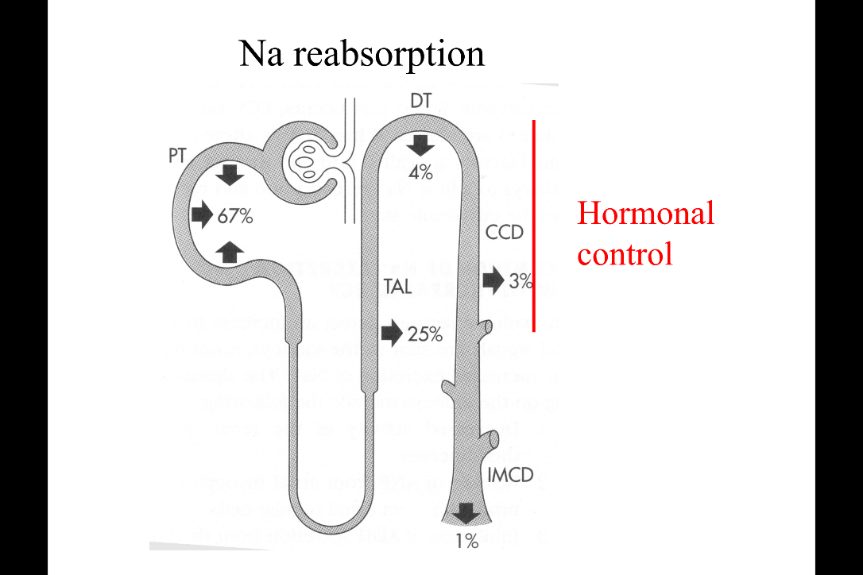 Na reabsorption
DT
PT
4%
67%
Hormonal
control
CCD
3%
TAL
25%
IMCD
1%